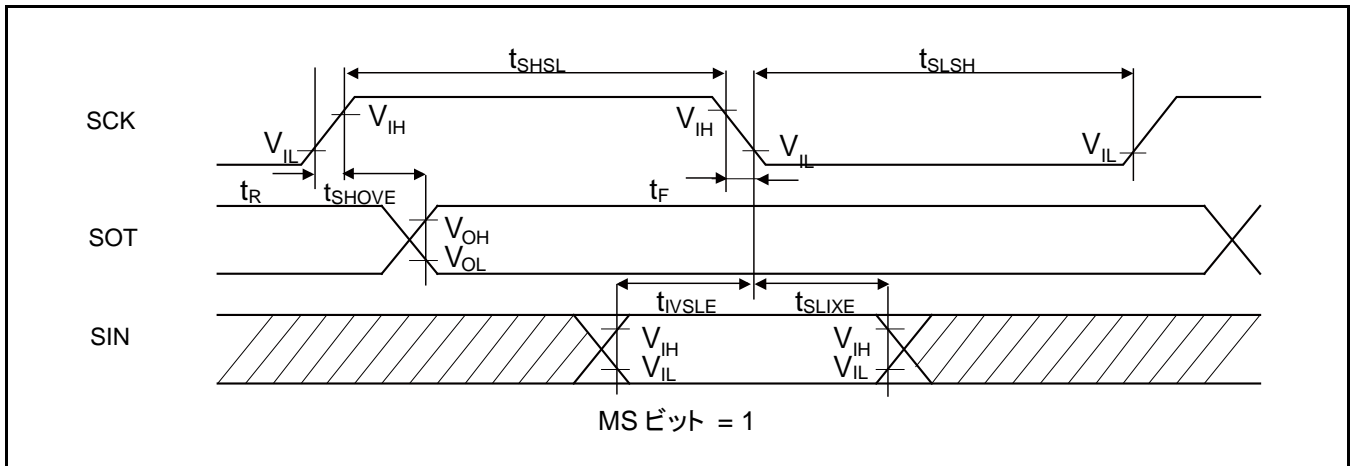 tSHSL tSLSH
SCK
VIH VIH
VIL VIL VIL
tR tSHOVE tF
SOT
VOH
VOL
tIVSLE tSLIXE
SIN
VIH VIH
VIL VIL
MS ビット = 1